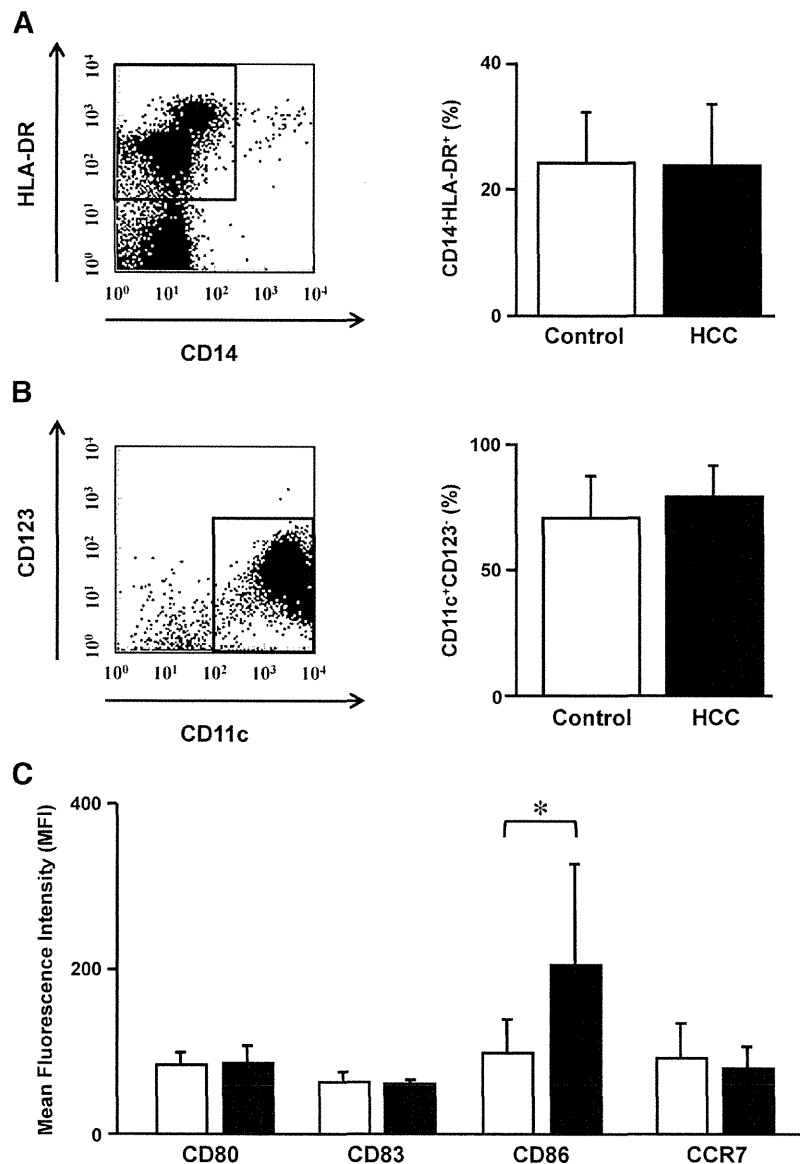 A
HLA-DR
10⁴
10³
10²
10¹
10⁰
10⁰ 10¹ 10² 10³ 10⁴
CD14
CD14⁻HLA-DR⁺ (%)
40
20
0
Control HCC
B
CD123
10⁴
10³
10²
10¹
10⁰
10⁰ 10¹ 10² 10³ 10⁴
CD11c
CD11c⁺CD123⁻ (%)
100
50
0
Control HCC
C
Mean Fluorescence Intensity (MFI)
400
200
0
*
CD80 CD83 CD86 CCR7